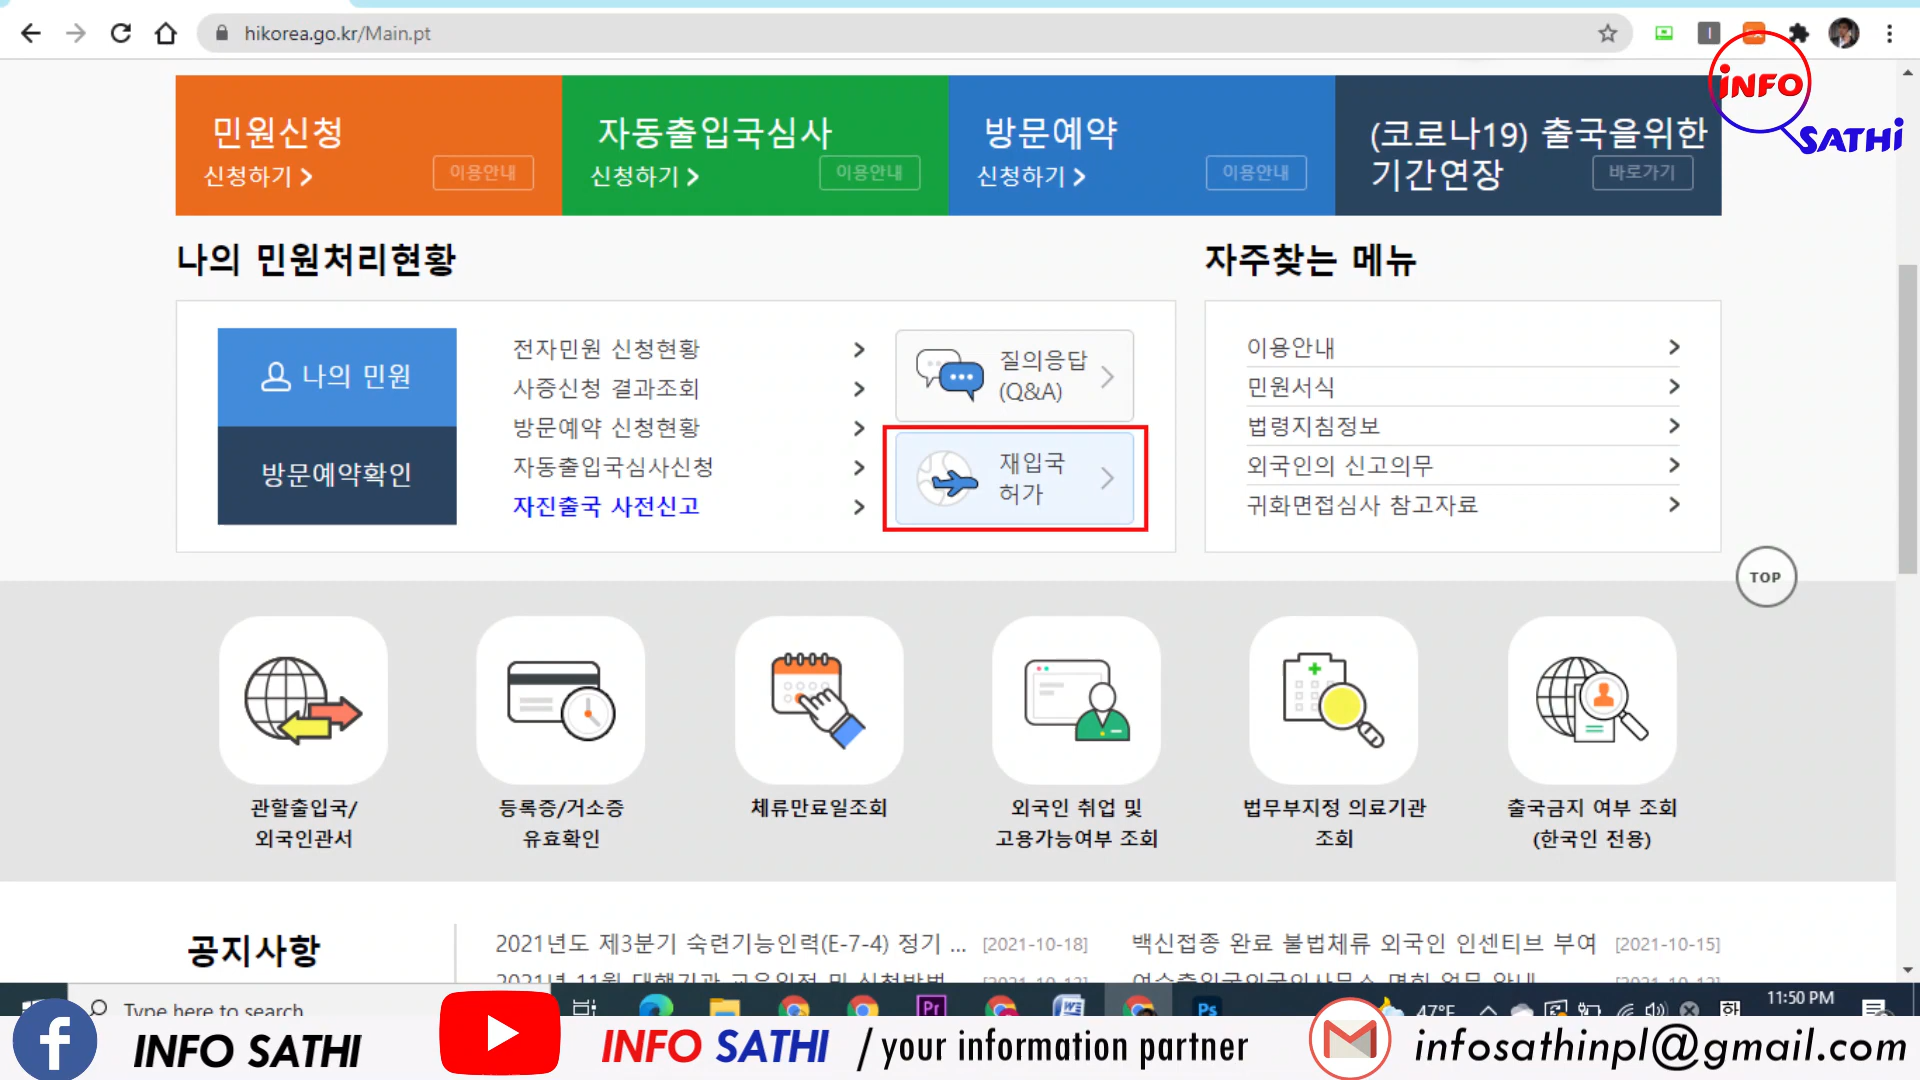 hikorea.go.kr/Main.pt
iNFO
SATHi
민원신청
신청하기
이용안내
자동출입국심사
신청하기
이용안내
방문예약
신청하기
이용안내
(코로나19) 출국을위한
기간연장
바로가기
나의 민원처리현황
나의 민원
방문예약확인
전자민원 신청현황
사증신청 결과조회
방문예약 신청현황
자동출입국심사신청
자진출국 사전신고
질의응답
(Q&A)
재입국
허가
자주찾는 메뉴
이용안내
민원서식
법령지침정보
외국인의 신고의무
귀화면접심사 참고자료
TOP
관할출입국/
외국인관서
등록증/거소증
유효확인
체류만료일조회
외국인 취업 및
고용가능여부 조회
법무부지정 의료기관
조회
출국금지 여부 조회
(한국인 전용)
공지사항
2021년도 제3분기 숙련기능인력(E-7-4) 정기 ... [2021-10-18]
백신접종 완료 불법체류 외국인 인센티브 부여 [2021-10-15]
Type here to search
Pr
Ps
47°F
한
11:50 PM
INFO SATHI
INFO SATHI / your information partner
infosathinpl@gmail.com